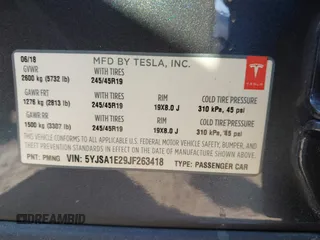 MFD BY TESLA, INC.
06/18
GVWR
2600 kg (5732 lb)
WITH TIRES
245/45R19
RIM
19X8.0 J
COLD TIRE PRESSURE
310 kPa, 45 psi
GAWR FRT
1276 kg (2813 lb)
WITH TIRES
245/45R19
RIM
19X8.0 J
COLD TIRE PRESSURE
310 kPa, 45 psi
GAWR RR
1500 kg (3307 lb)
THIS VEHICLE CONFORMS TO ALL APPLICABLE
FEDERAL MOTOR VEHICLE SAFETY, BUMPER, AND
THEFT PREVENTION STANDARDS IN EFFECT ON
THE DATE OF MANUFACTURE SHOWN ABOVE.
PNT: PMNG
VIN: 5YJSA1E29JF263418
TYPE: PASSENGER CAR
TESLA
DREAMBID